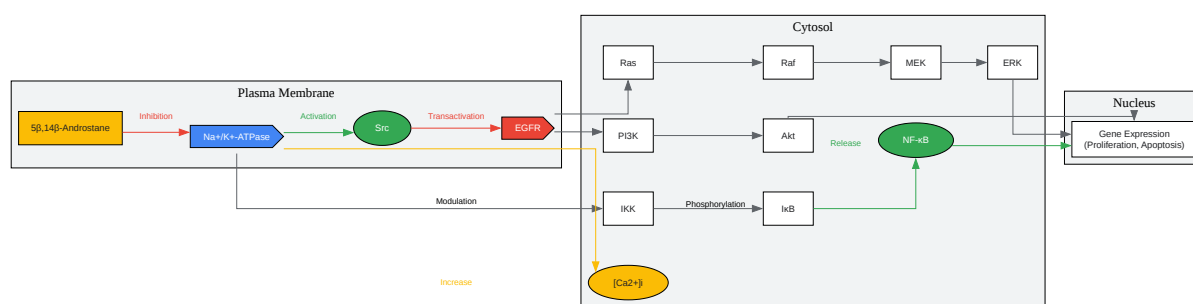 Cytosol
Ras
Raf
MEK
ERK
Plasma Membrane
5β,14β-Androstane
Inhibition
Na+/K+-ATPase
Activation
Src
Transactivation
EGFR
PI3K
Akt
Release
NF-κB
Nucleus
Gene Expression
(Proliferation, Apoptosis)
Modulation
IKK
Phosphorylation
IκB
Increase
[Ca2+]i